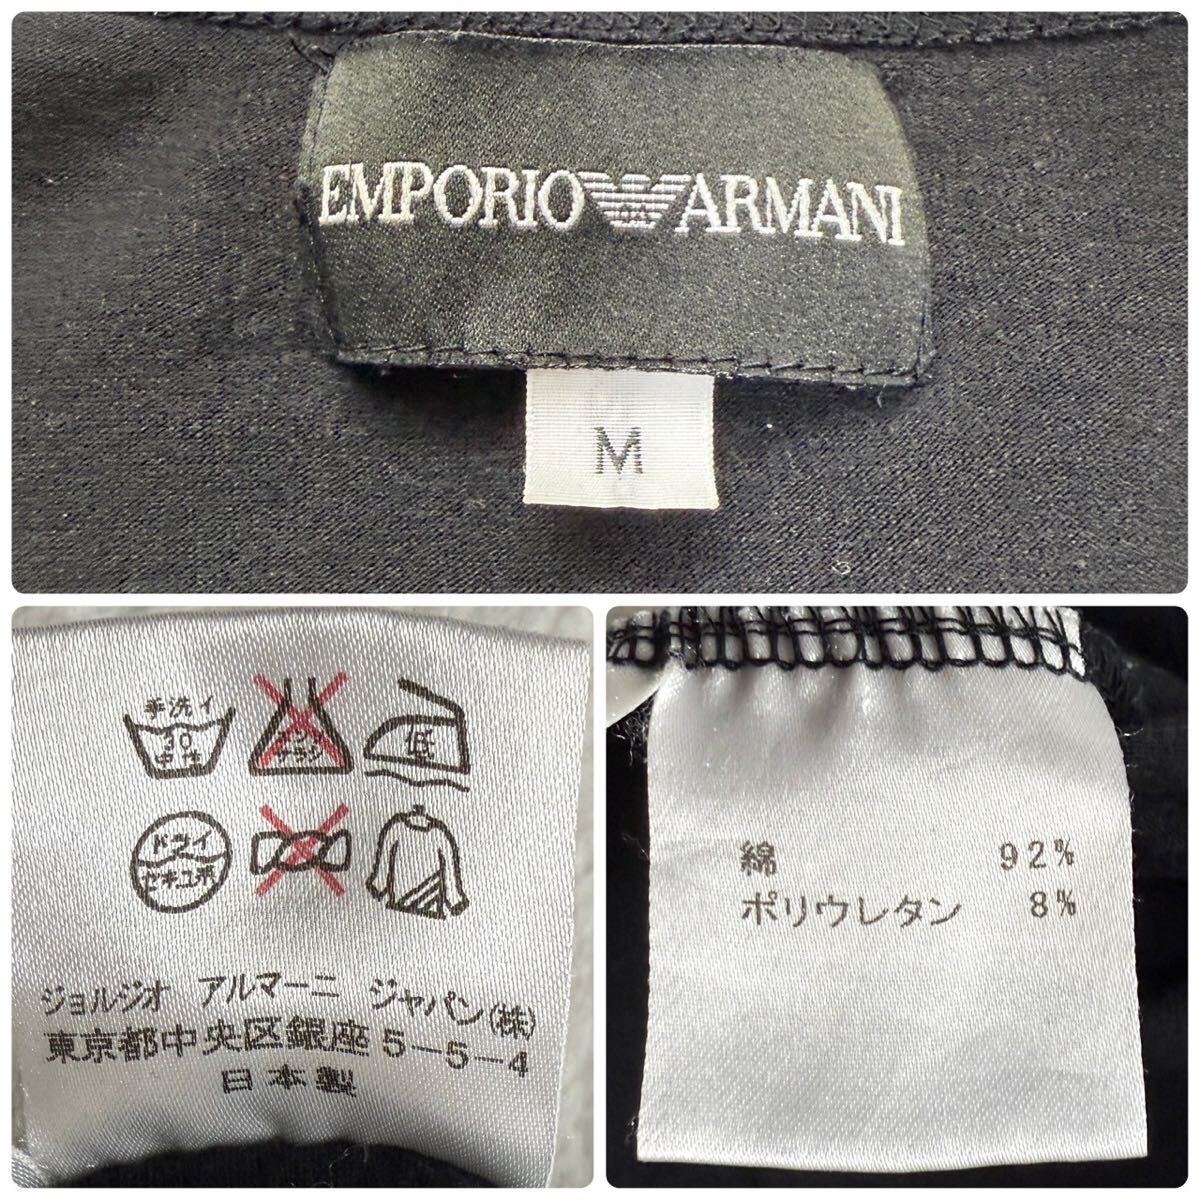 EMPORIO ARMANI
M
手洗イ
30
中性
エンソ
サラシ
低
ドライ
セキユ系
ジョルジオ アルマーニ ジャパン(株)
東京都中央区銀座5-5-4
日本製
綿 92%
ポリウレタン 8%